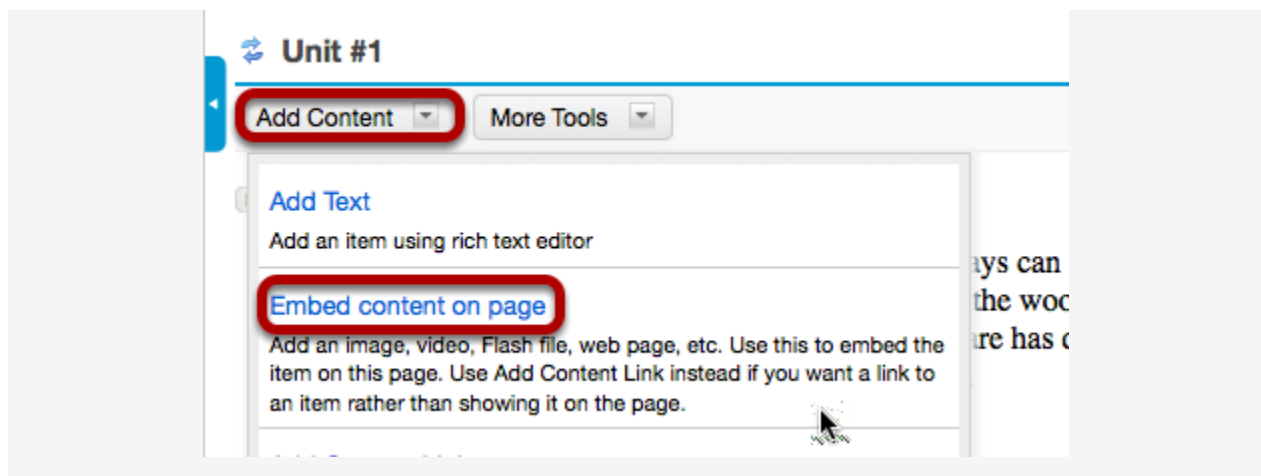 Unit #1
Add Content More Tools
Add Text
Add an item using rich text editor
can
Embed content on page
the
Add an image, video, Flash file, web page, etc. Use this to embed the
has
item on this page. Use Add Content Link instead if you want a link to
an item rather than showing it on the page.